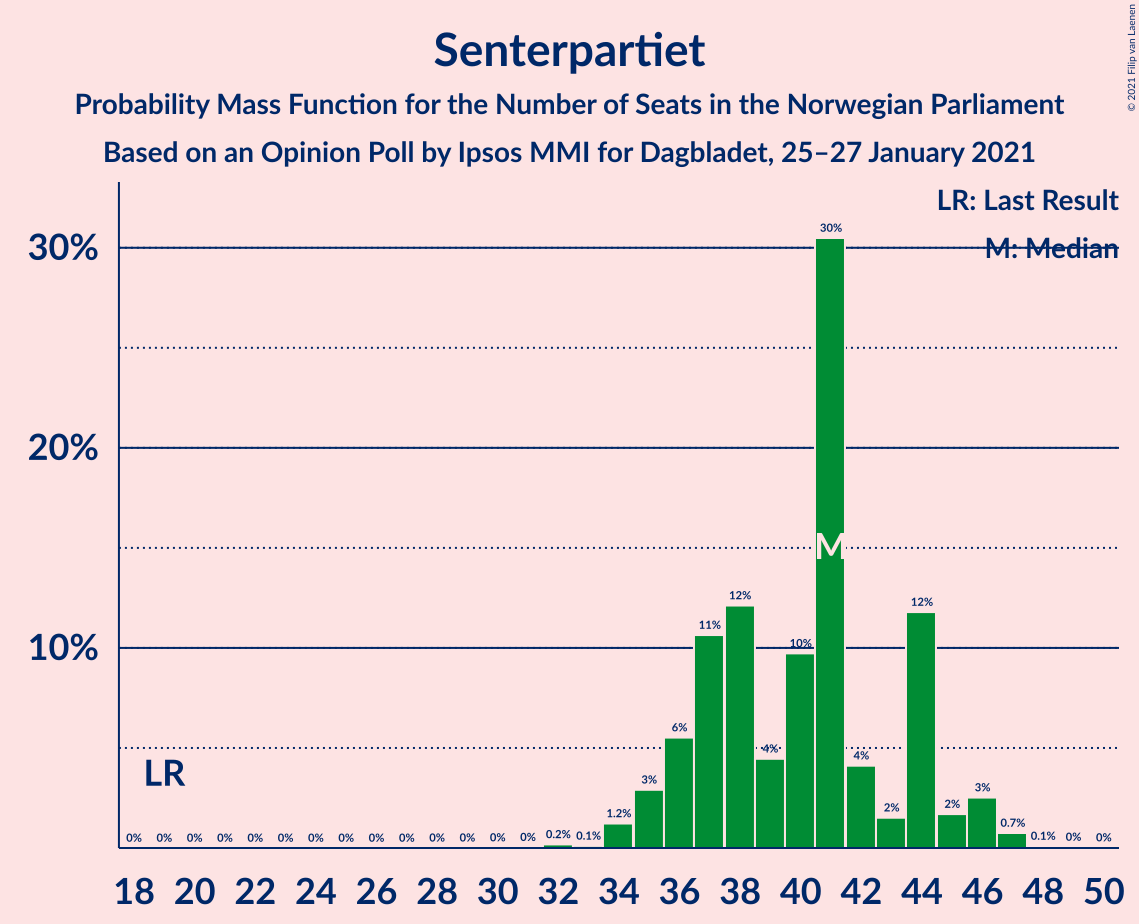 Senterpartiet
Probability Mass Function for the Number of Seats in the Norwegian Parliament
Based on an Opinion Poll by Ipsos MMI for Dagbladet, 25–27 January 2021
© 2021 Filip van Laenen
LR: Last Result
M: Median
30%
20%
10%
LR
M
0% 0% 0% 0% 0% 0% 0% 0% 0% 0% 0% 0% 0% 0% 0.2% 0.1% 1.2% 3% 6% 11% 12% 4% 10% 30% 4% 2% 12% 2% 3% 0.7% 0.1% 0% 0%
18 20 22 24 26 28 30 32 34 36 38 40 42 44 46 48 50